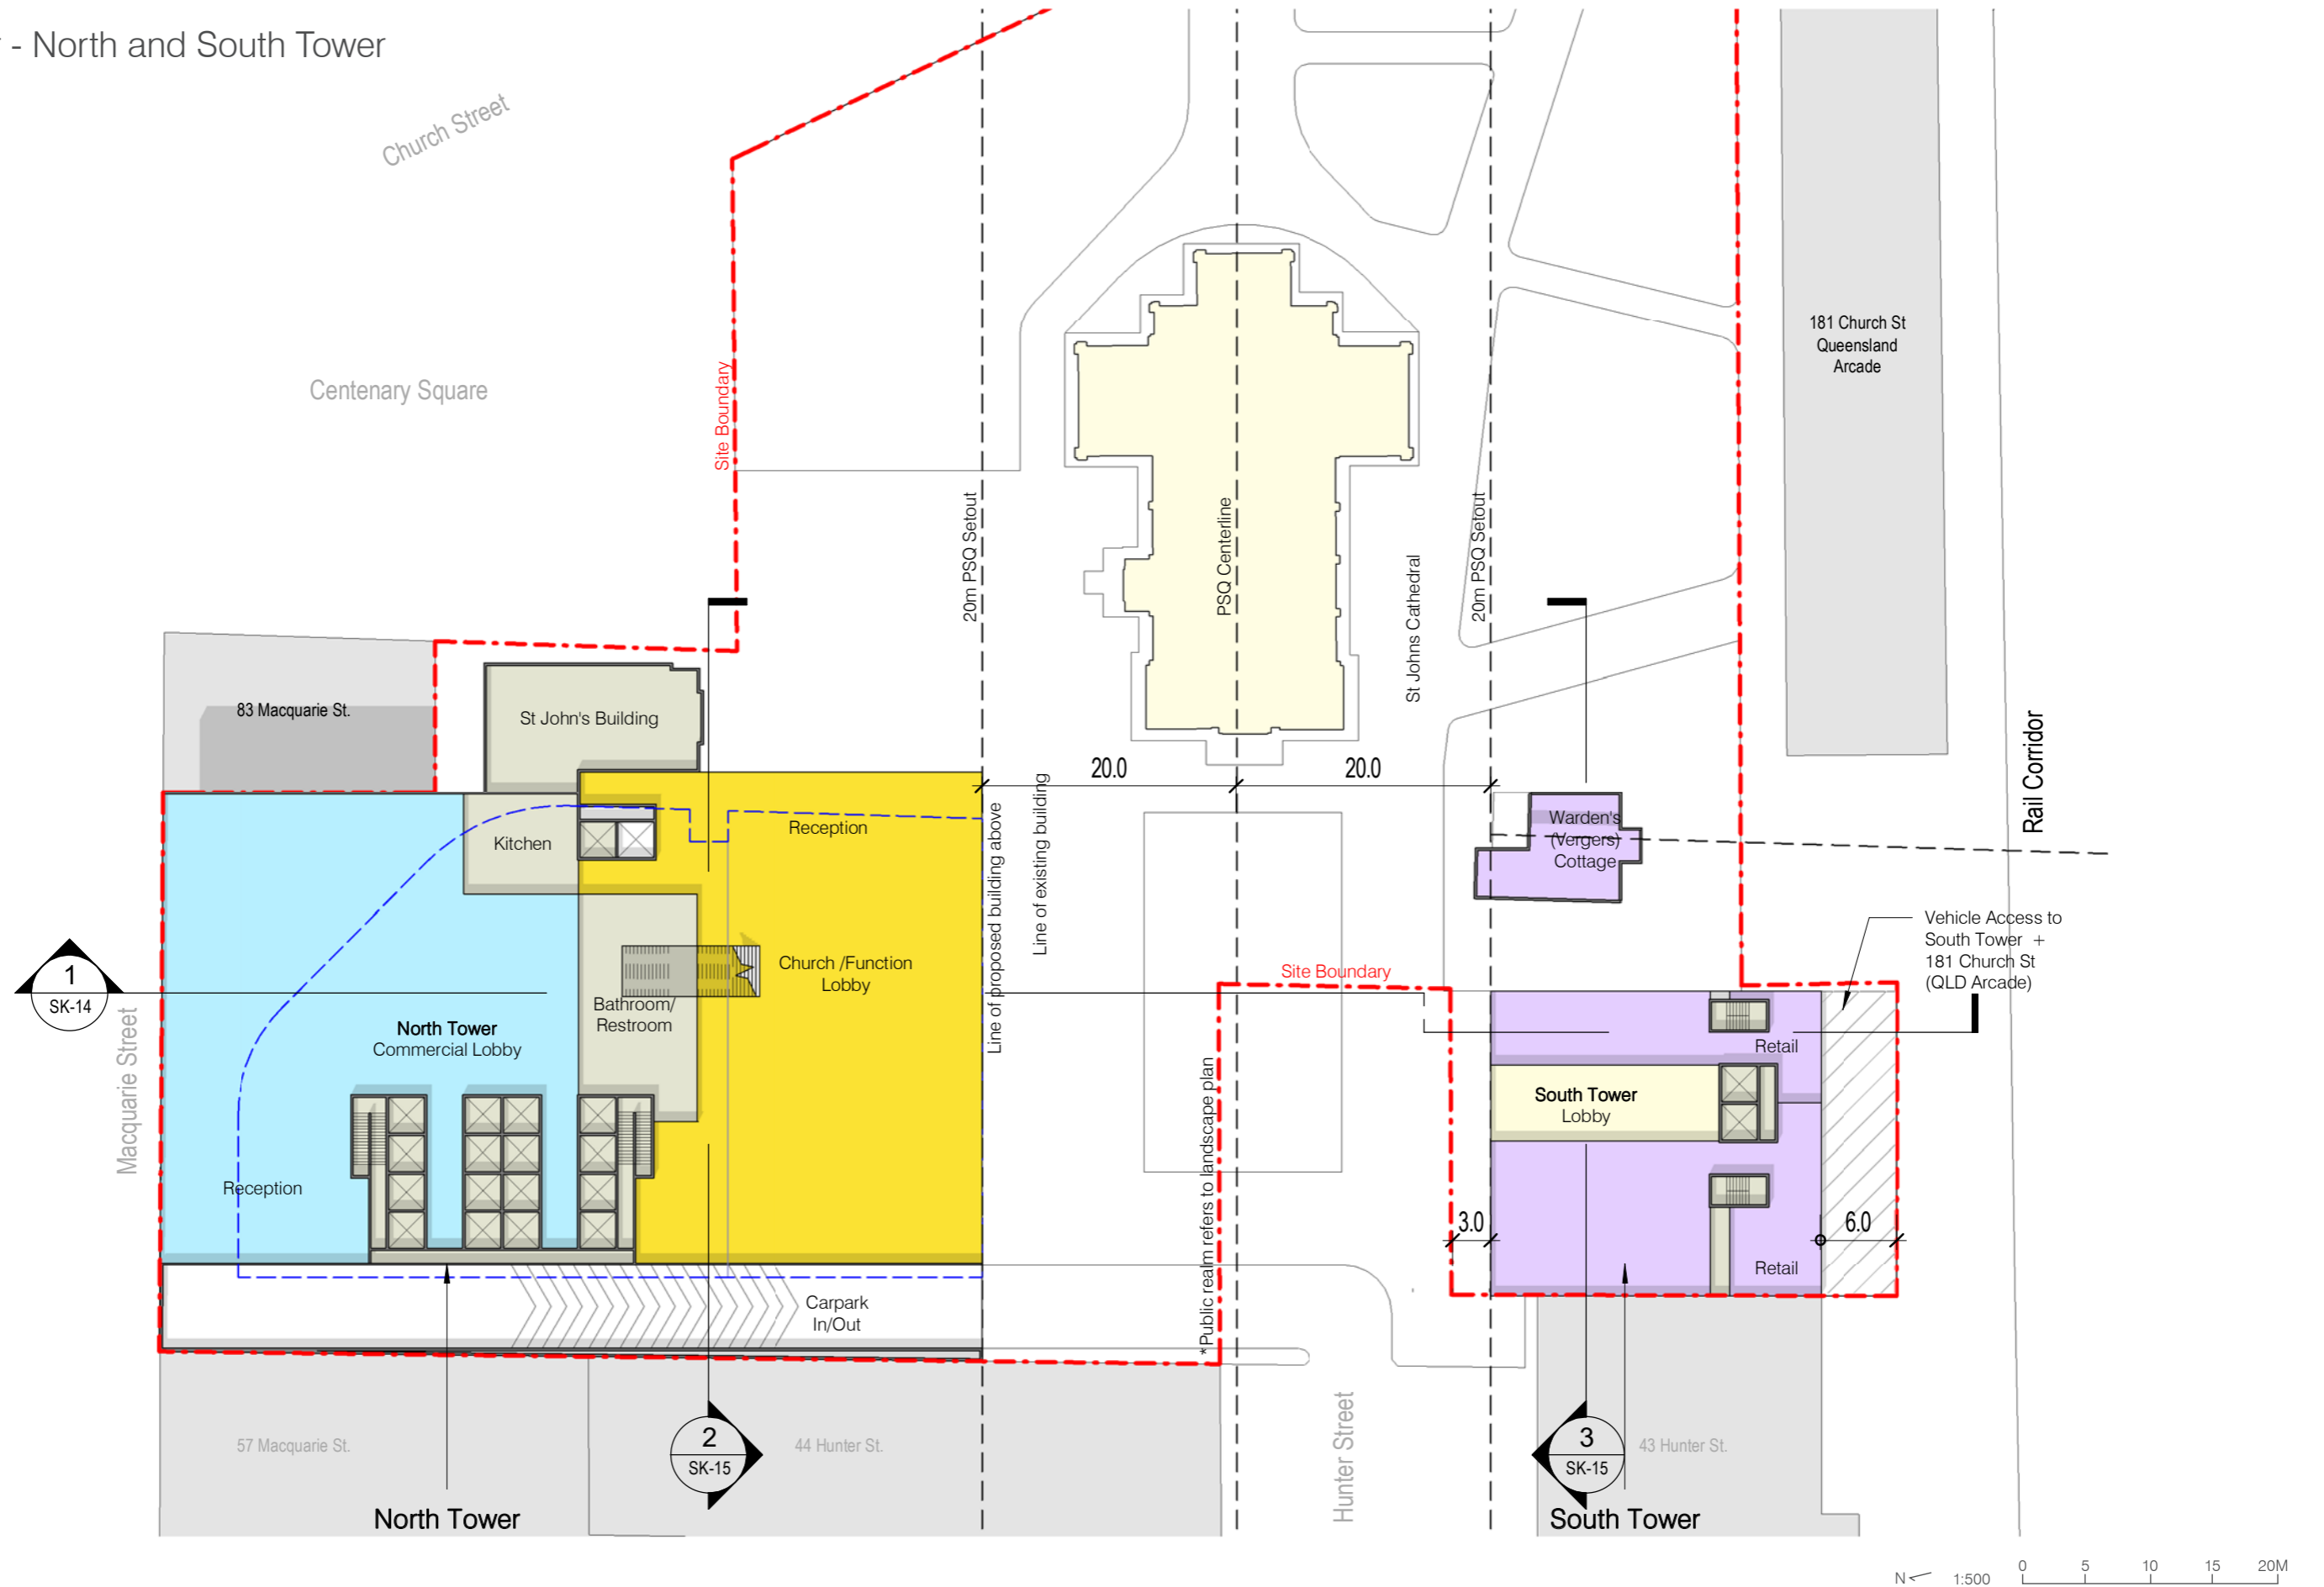 - North and South Tower
Church Street
Centenary Square
Site Boundary
20m PSQ Setout
PSQ Centerline
St Johns Cathedral
20m PSQ Setout
181 Church St
Queensland
Arcade
Rail Corridor
83 Macquarie St.
St John's Building
20.0
20.0
Kitchen
Reception
Line of proposed building above
Line of existing building
Warden's
(Vergers)
Cottage
Vehicle Access to
South Tower +
181 Church St
(QLD Arcade)
1
SK-14
Macquarie Street
Church /Function
Lobby
Bathroom/
Restroom
North Tower
Commercial Lobby
Site Boundary
Retail
South Tower
Lobby
Reception
*Public realm refers to landscape plan
3.0
6.0
Retail
Carpark
In/Out
57 Macquarie St.
2
SK-15
44 Hunter St.
Hunter Street
3
SK-15
43 Hunter St.
North Tower
South Tower
N
1:500
0 5 10 15 20M